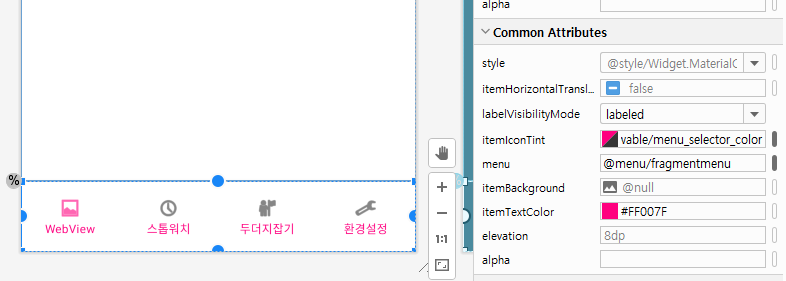 alpha
Common Attributes
style @style/Widget.MaterialC
itemHorizontalTransl... false
labelVisibilityMode labeled
itemIconTint vable/menu_selector_color
menu @menu/fragmentmenu
itemBackground @null
itemTextColor #FF007F
elevation 8dp
alpha
%
WebView 스톱워치 두더지잡기 환경설정
1:1